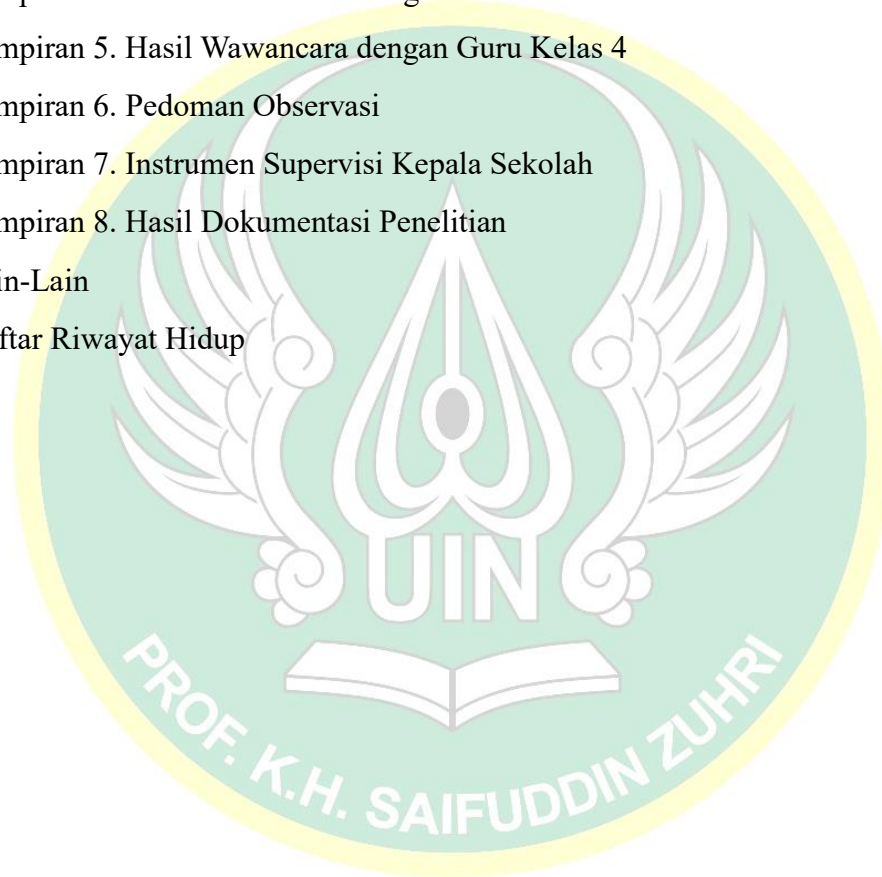 mpiran 5. Hasil Wawancara dengan Guru Kelas 4
mpiran 6. Pedoman Observasi
mpiran 7. Instrumen Supervisi Kepala Sekolah
mpiran 8. Hasil Dokumentasi Penelitian
in-Lain
ftar Riwayat Hidup
UIN
PROF. K.H. SAIFUDDIN ZUHRI